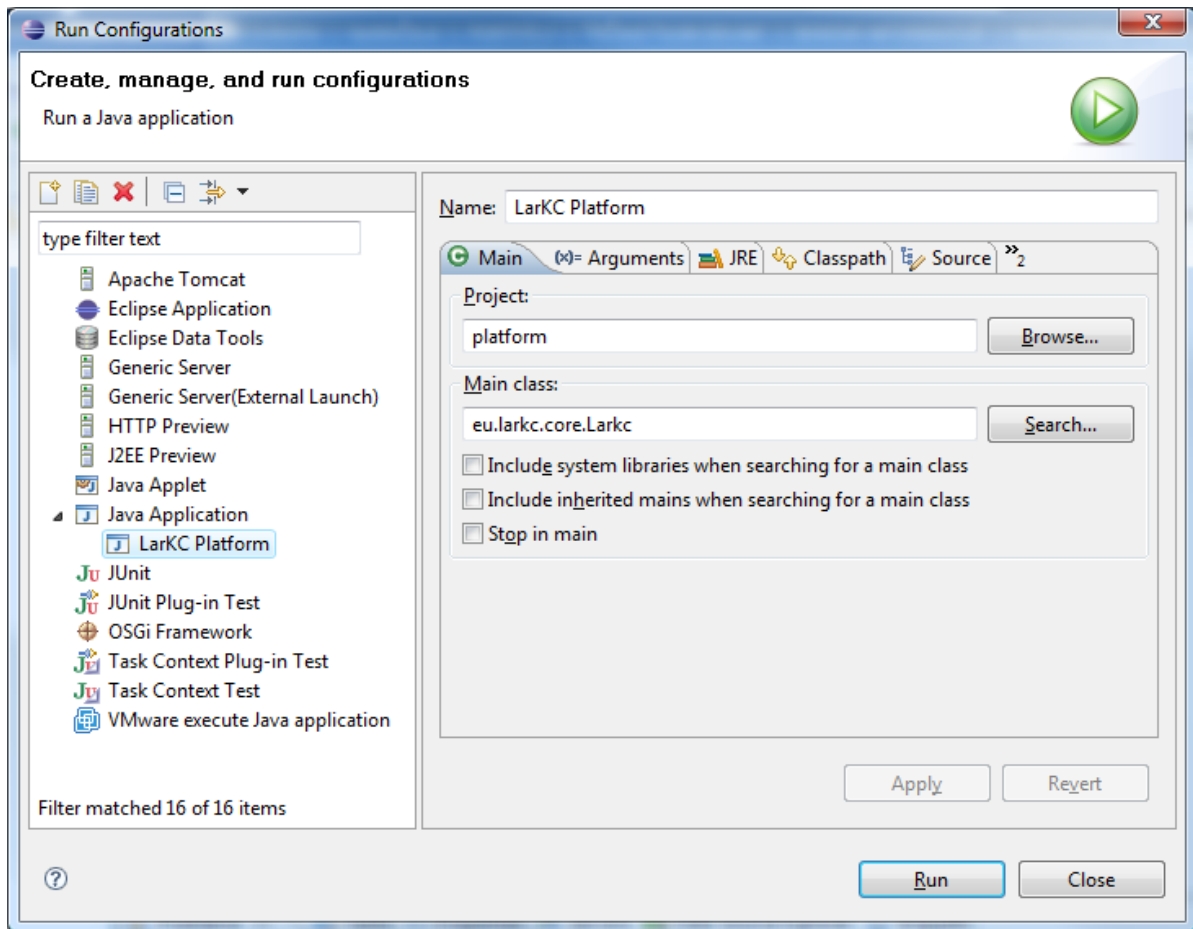 Run Configurations
Create, manage, and run configurations
Run a Java application
type filter text
Apache Tomcat
Eclipse Application
Eclipse Data Tools
Generic Server
Generic Server(External Launch)
HTTP Preview
J2EE Preview
Java Applet
Java Application
LarKC Platform
JUnit
JUnit Plug-in Test
OSGi Framework
Task Context Plug-in Test
Task Context Test
VMware execute Java application
Filter matched 16 of 16 items
Name: LarKC Platform
Main (x)= Arguments JRE Classpath Source »2
Project:
platform Browse...
Main class:
eu.larkc.core.Larkc Search...
Include system libraries when searching for a main class
Include inherited mains when searching for a main class
Stop in main
Apply Revert
Run Close